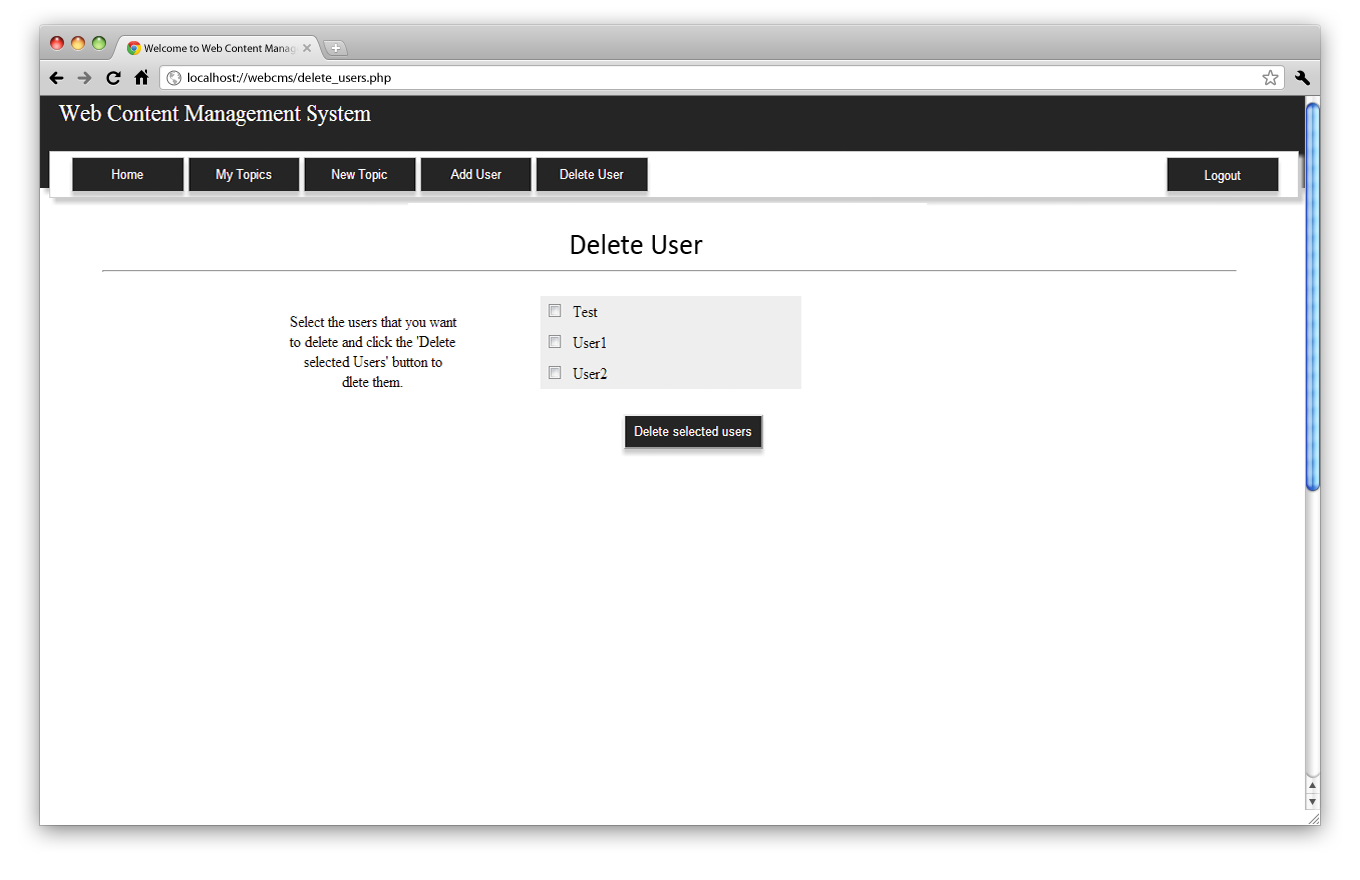 Welcome to Web Content Manag
localhost://webcms/delete_users.php
Web Content Management System
Home My Topics New Topic Add User Delete User Logout
Delete User
Select the users that you want
to delete and click the 'Delete
selected Users' button to
dlete them.
Test
User1
User2
Delete selected users